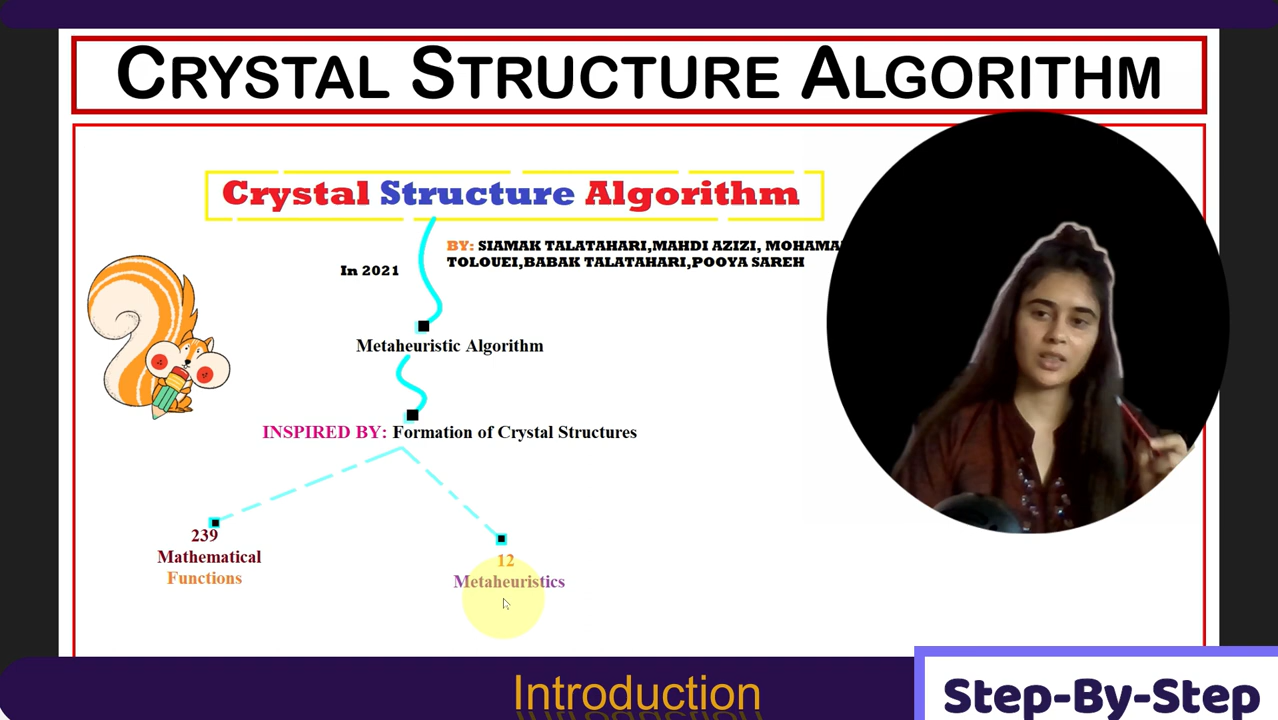 CRYSTAL STRUCTURE ALGORITHM
Crystal Structure Algorithm
BY: SIAMAK TALATAHARI,MAHDI AZIZI,
TOLOUEI,BABAK TALATAHARI,POOYA SAREH
In 2021
Metaheuristic Algorithm
INSPIRED BY: Formation of Crystal Structures
239
Mathematical
Functions
12
Metaheuristics
Introduction
Step-By-Step